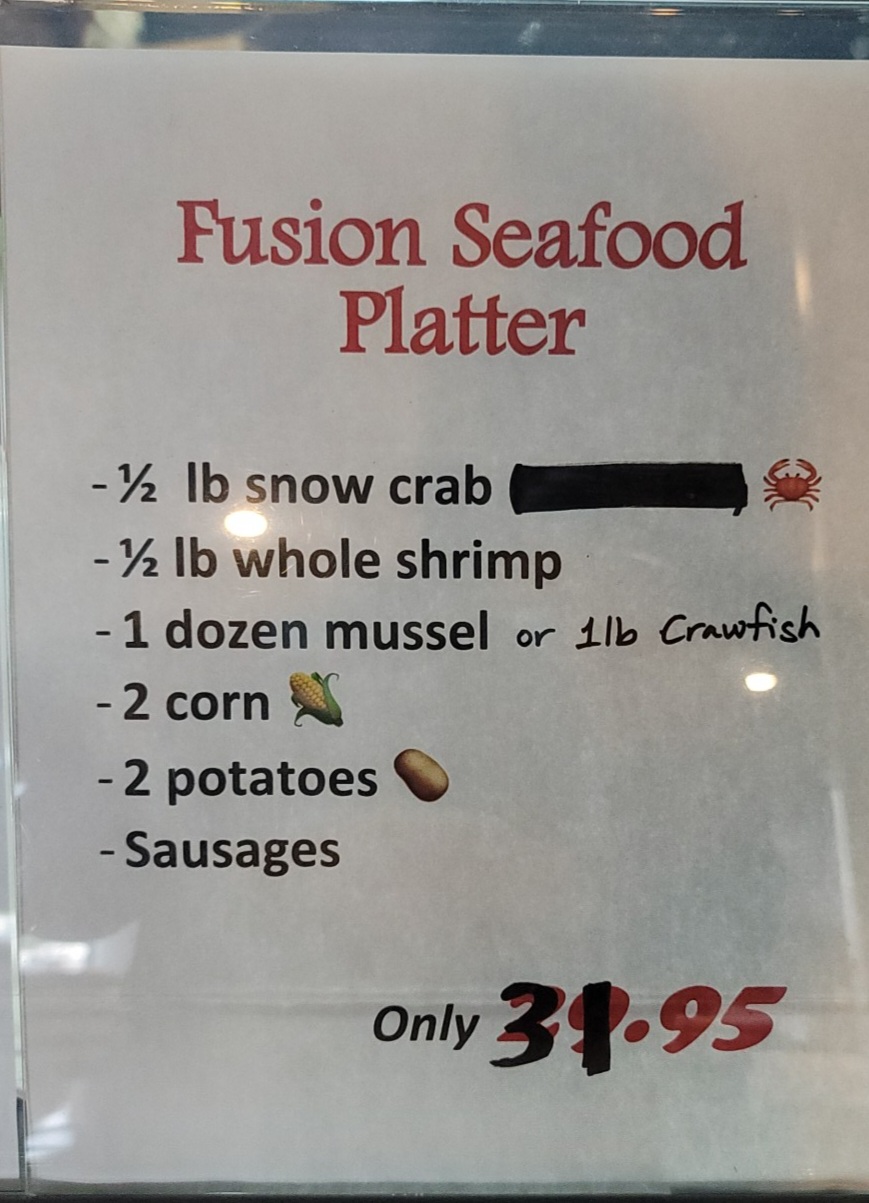 Fusion Seafood
Platter
- ½ lb snow crab
- ½ lb whole shrimp
- 1 dozen mussel or 1lb Crawfish
- 2 corn
- 2 potatoes
- Sausages
Only 31.95